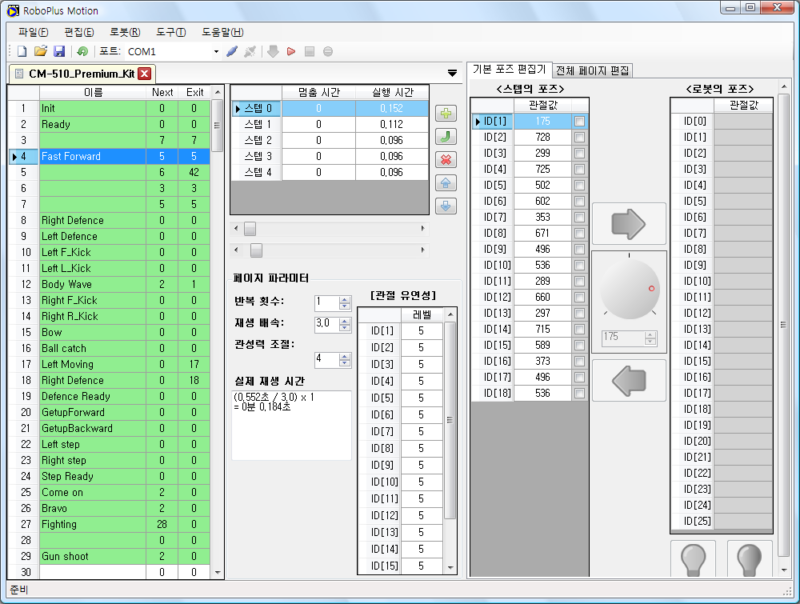 RoboPlus Motion
파일(F) 편집(E) 로봇(R) 도구(T) 도움말(H)
포트: COM1
CM-510_Premium_Kit
이름 Next Exit
1 Init 0 0
2 Ready 0 0
3 7 7
4 Fast Forward 5 5
5 6 42
6 3 3
7 5 5
8 Right Defence 0 0
9 Left Defence 0 0
10 Left F_Kick 0 0
11 Left L_Kick 0 0
12 Body Wave 2 1
13 Right F_Kick 0 0
14 Right R_Kick 0 0
15 Bow 0 0
16 Ball catch 0 0
17 Left Moving 0 17
18 Right Defence 0 18
19 Defence Ready 0 0
20 GetupForward 0 0
21 GetupBackward 0 0
22 Left step 0 0
23 Right step 0 0
24 Step Ready 0 0
25 Come on 2 0
26 Bravo 2 0
27 Fighting 28 0
28 0 0
29 Gun shoot 2 0
30 0 0
멈춤 시간 실행 시간
스텝 0 0 0,152
스텝 1 0 0,112
스텝 2 0 0,096
스텝 3 0 0,096
스텝 4 0 0,096
페이지 파라미터
반복 횟수: 1
재생 배속: 3,0
관성력 조절:
4
실제 재생 시간
(0,552초 / 3,0) x 1
= 0분 0,184초
[관절 유연성]
레벨
ID[1] 5
ID[2] 5
ID[3] 5
ID[4] 5
ID[5] 5
ID[6] 5
ID[7] 5
ID[8] 5
ID[9] 5
ID[10] 5
ID[11] 5
ID[12] 5
ID[13] 5
ID[14] 5
ID[15] 5
기본 포즈 편집기 전체 페이지 편집
<스텝의 포즈>
관절값
ID[1] 175
ID[2] 728
ID[3] 299
ID[4] 725
ID[5] 502
ID[6] 602
ID[7] 353
ID[8] 671
ID[9] 496
ID[10] 536
ID[11] 289
ID[12] 660
ID[13] 297
ID[14] 715
ID[15] 589
ID[16] 373
ID[17] 496
ID[18] 536
175
<로봇의 포즈>
관절값
ID[0]
ID[1]
ID[2]
ID[3]
ID[4]
ID[5]
ID[6]
ID[7]
ID[8]
ID[9]
ID[10]
ID[11]
ID[12]
ID[13]
ID[14]
ID[15]
ID[16]
ID[17]
ID[18]
ID[19]
ID[20]
ID[21]
ID[22]
ID[23]
ID[24]
ID[25]
준비